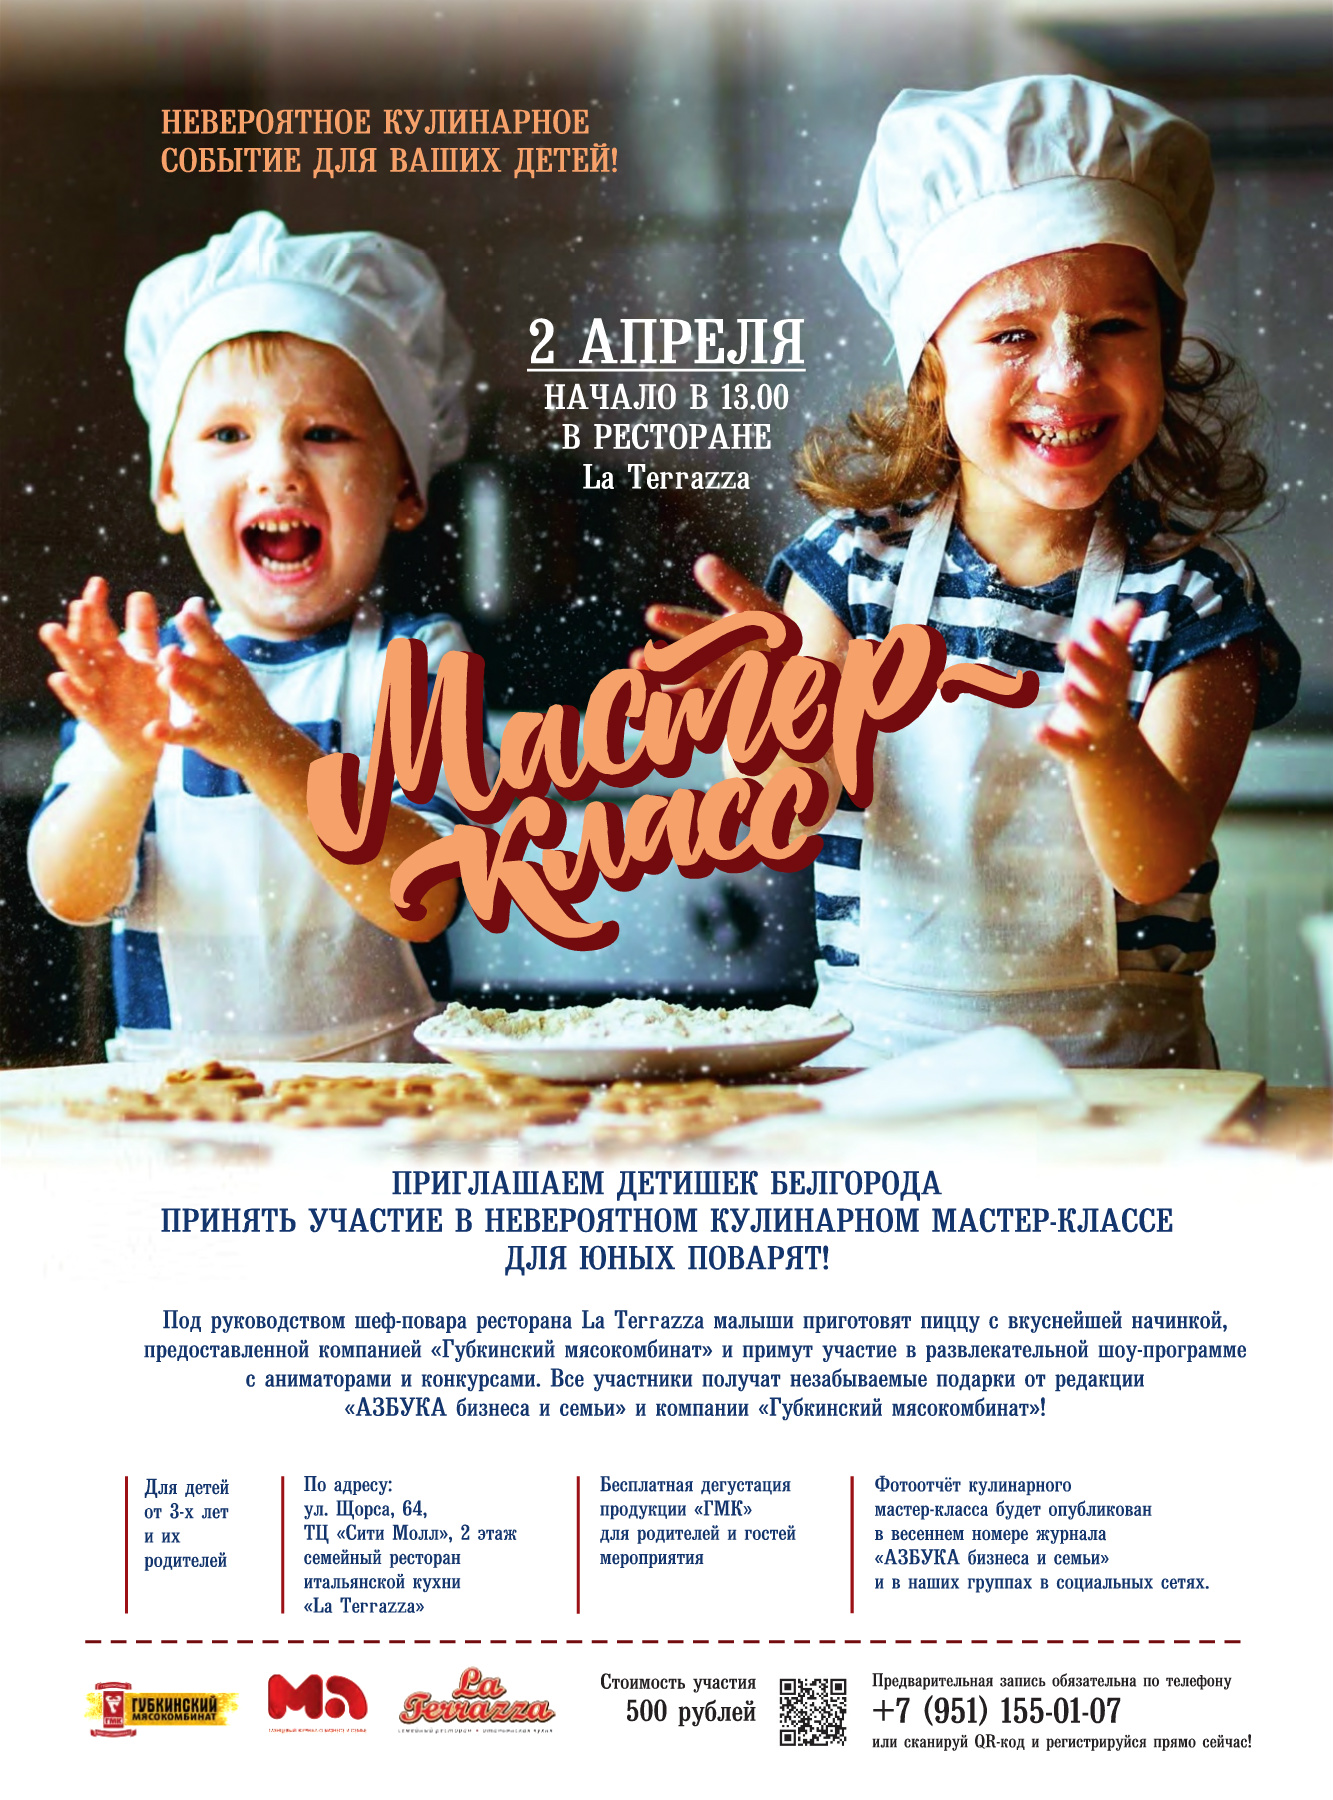 НЕВЕРОЯТНОЕ КУЛИНАРНОЕ
СОБЫТИЕ ДЛЯ ВАШИХ ДЕТЕЙ!
2 АПРЕЛЯ
НАЧАЛО В 13.00
В РЕСТОРАНЕ
La Terrazza
Мастер-
класс
ПРИГЛАШАЕМ ДЕТИШЕК БЕЛГОРОДА
ПРИНЯТЬ УЧАСТИЕ В НЕВЕРОЯТНОМ КУЛИНАРНОМ МАСТЕР-КЛАССЕ
ДЛЯ ЮНЫХ ПОВАРЯТ!
Под руководством шеф-повара ресторана La Terrazza малыши приготовят пиццу с вкуснейшей начинкой,
предоставленной компанией «Губкинский мясокомбинат» и примут участие в развлекательной шоу-программе
с аниматорами и конкурсами. Все участники получат незабываемые подарки от редакции
«АЗБУКА бизнеса и семьи» и компании «Губкинский мясокомбинат»!
Для детей
от 3-х лет
и их
родителей
По адресу:
ул. Щорса, 64,
ТЦ «Сити Молл», 2 этаж
семейный ресторан
итальянской кухни
«La Terrazza»
Бесплатная дегустация
продукции «ГМК»
для родителей и гостей
мероприятия
Фотоотчёт кулинарного
мастер-класса будет опубликован
в весеннем номере журнала
«АЗБУКА бизнеса и семьи»
и в наших группах в социальных сетях.
ГМК
ГУБКИНСКИЙ
МЯСОКОМБИНАТ
La
Terrazza
семейный ресторан • итальянская кухня
Стоимость участия
500 рублей
Предварительная запись обязательна по телефону
+7 (951) 155-01-07
или сканируй QR-код и регистрируйся прямо сейчас!